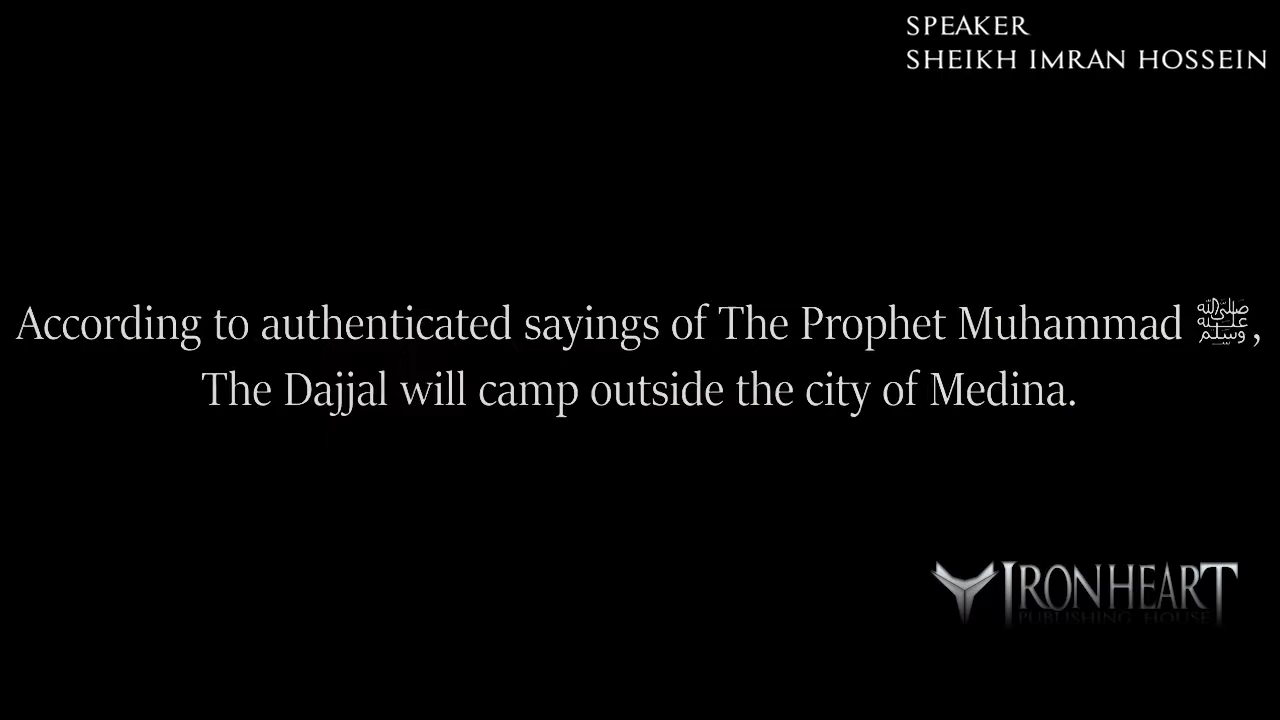 SPEAKER
SHEIKH IMRAN HOSSEIN
According to authenticated sayings of The Prophet Muhammad ﷺ,
The Dajjal will camp outside the city of Medina.
IRONHEART
PUBLISHING HOUSE